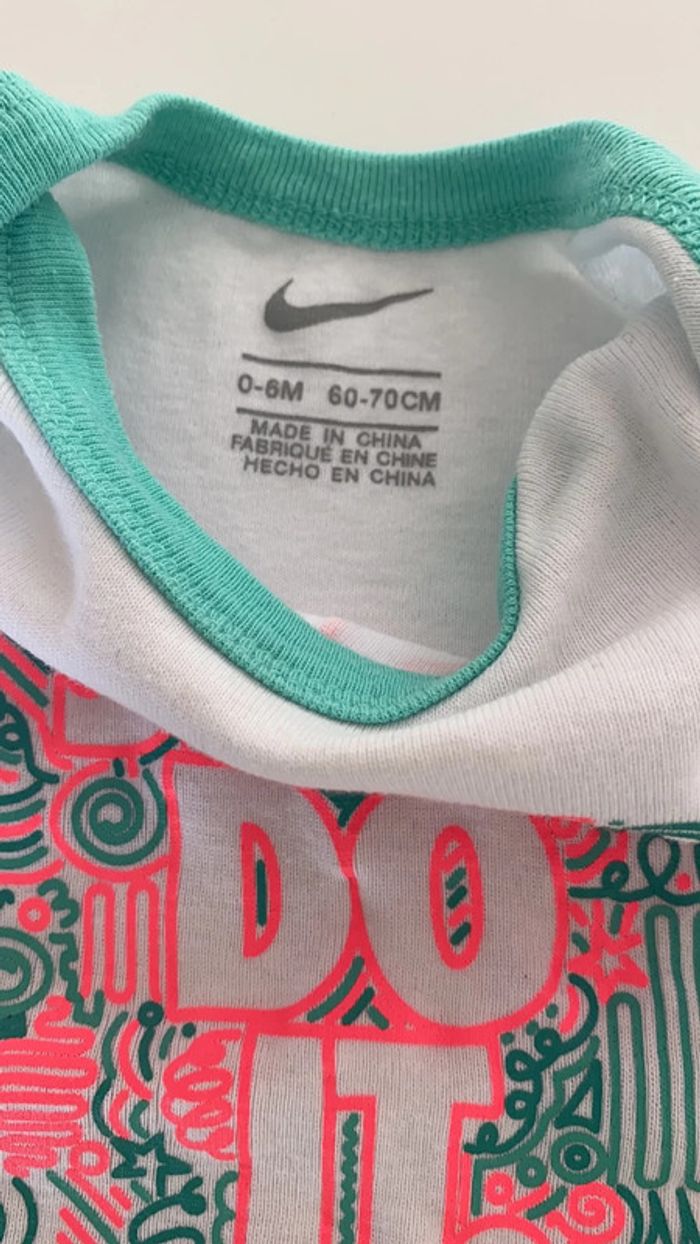 0-6M 60-70CM
MADE IN CHINA
FABRIQUÉ EN CHINE
HECHO EN CHINA
DO
IT